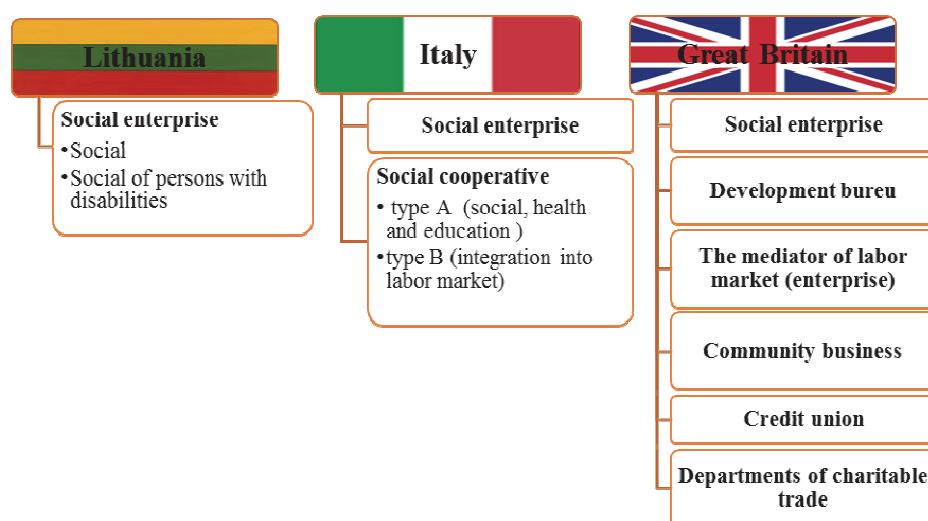 Lithuania
Social enterprise
•Social
•Social of persons with
disabilities
Italy
Social enterprise
Social cooperative
• type A (social, health
and education )
•type B (integration into
labor market)
Great Britain
Social enterprise
Development bureu
The mediator of labor
market (enterprise)
Community business
Credit union
Departments of charitable
trade